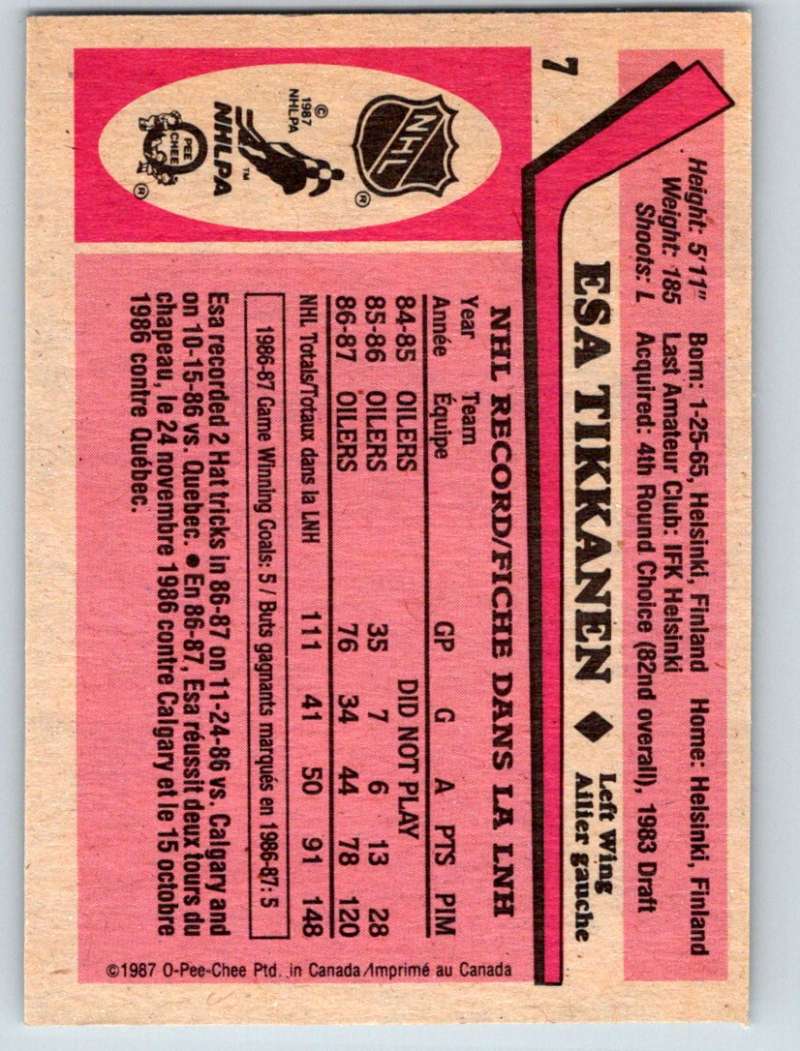 7
Height: 5'11" Born: 1-25-65, Helsinki, Finland Home: Helsinki, Finland
Weight: 185 Last Amateur Club: IFK Helsinki
Shoots: L Acquired: 4th Round Choice (82nd overall), 1983 Draft
ESA TIKKANEN ◆ Left Wing
Ailier gauche
NHL
®
© 1987 NHLPA
NHLPA
™
O PEE CHEE
®
NHL RECORD/FICHE DANS LA LNH
Year Team
Année Équipe GP G A PTS PIM
84-85 OILERS DID NOT PLAY
85-86 OILERS 35 7 6 13 28
86-87 OILERS 76 34 44 78 120
NHL Totals/Totaux dans la LNH 111 41 50 91 148
1986-87 Game Winning Goals: 5 / Buts gagnants marqués en 1986-87: 5
Esa recorded 2 Hat tricks in 86-87 on 11-24-86 vs. Calgary and
on 10-15-86 vs. Quebec. ● En 86-87, Esa réussit deux tours du
chapeau, le 24 novembre 1986 contre Calgary et le 15 octobre
1986 contre Québec.
©1987 O-Pee-Chee Ptd. in Canada/Imprimé au Canada